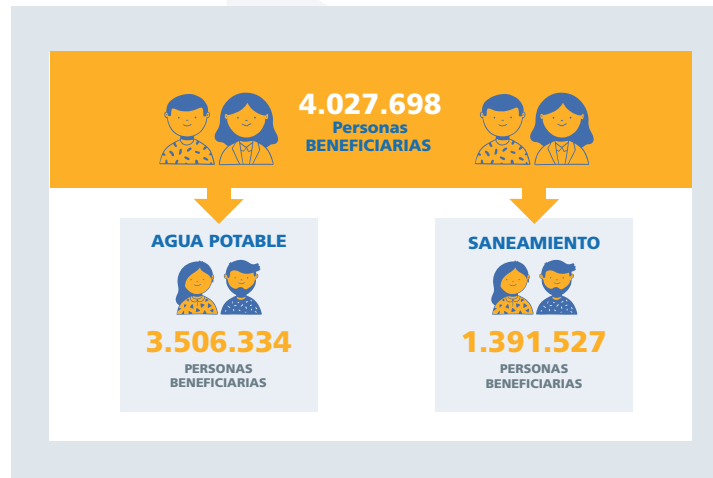 4.027.698
Personas
BENEFICIARIAS
AGUA POTABLE
3.506.334
PERSONAS
BENEFICIARIAS
SANEAMIENTO
1.391.527
PERSONAS
BENEFICIARIAS